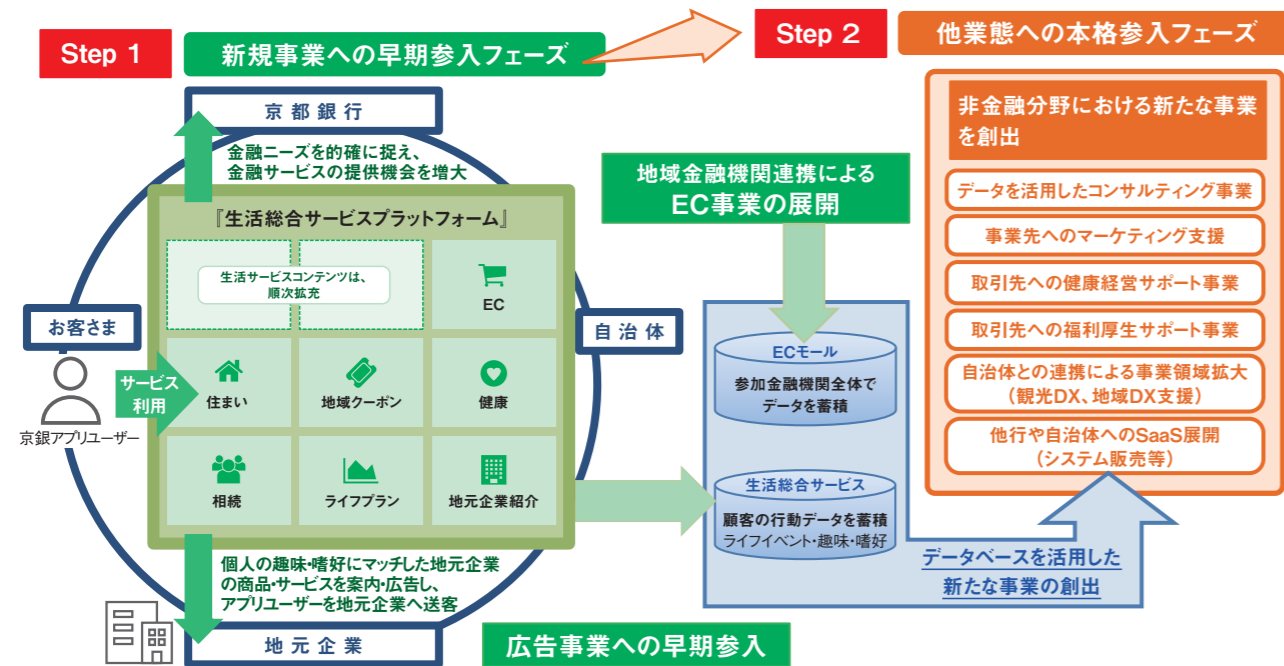 Step 1
新規事業への早期参入フェーズ
Step 2
他業態への本格参入フェーズ
京都銀行
金融ニーズを的確に捉え、
金融サービスの提供機会を増大
『生活総合サービスプラットフォーム』
生活サービスコンテンツは、
順次拡充
EC
住まい
地域クーポン
健康
相続
ライフプラン
地元企業紹介
お客さま
サービス
利用
京銀アプリユーザー
自治体
個人の趣味・嗜好にマッチした地元企業
の商品・サービスを案内・広告し、
アプリユーザーを地元企業へ送客
地元企業
広告事業への早期参入
地域金融機関連携による
EC事業の展開
ECモール
参加金融機関全体で
データを蓄積
生活総合サービス
顧客の行動データを蓄積
ライフイベント・趣味・嗜好
データベースを活用した
新たな事業の創出
非金融分野における新たな事業
を創出
データを活用したコンサルティング事業
事業先へのマーケティング支援
取引先への健康経営サポート事業
取引先への福利厚生サポート事業
自治体との連携による事業領域拡大
(観光DX、地域DX支援)
他行や自治体へのSaaS展開
(システム販売等)